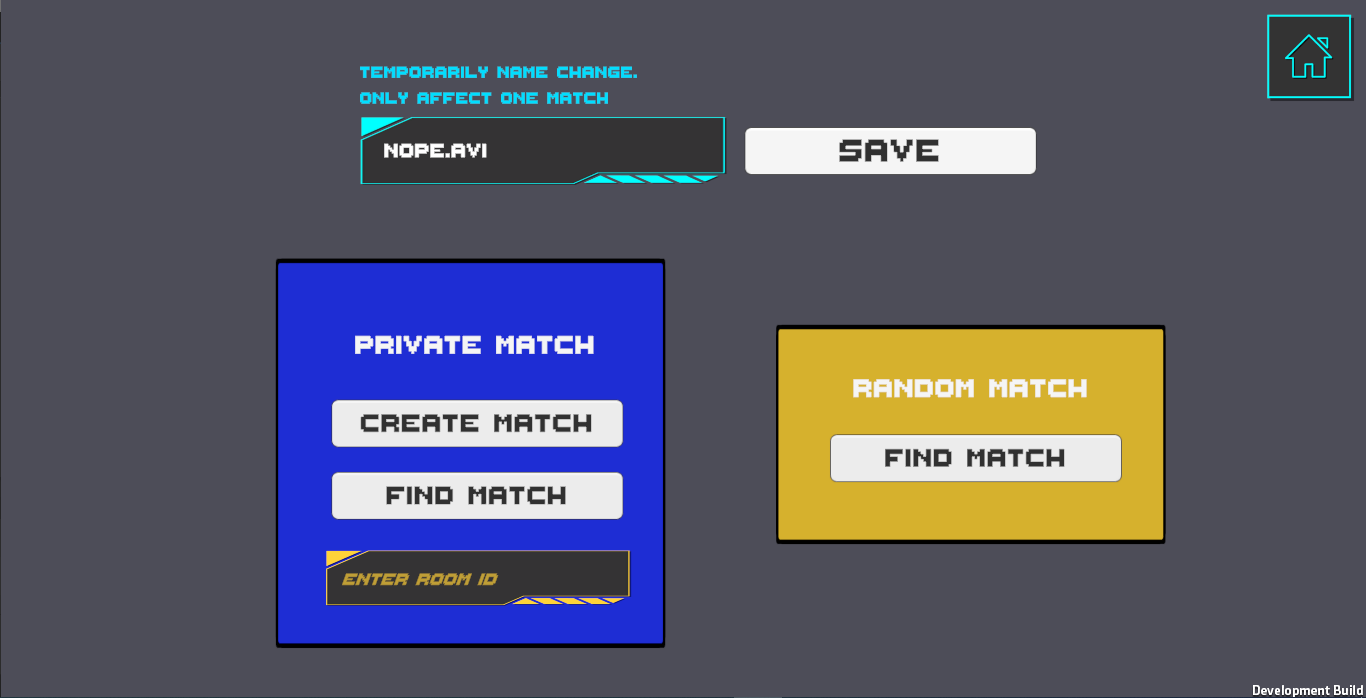 TEMPORARILY NAME CHANGE.
ONLY AFFECT ONE MATCH
NOPE.AVI
SAVE
PRIVATE MATCH
CREATE MATCH
FIND MATCH
ENTER ROOM ID
RANDOM MATCH
FIND MATCH
Development Build